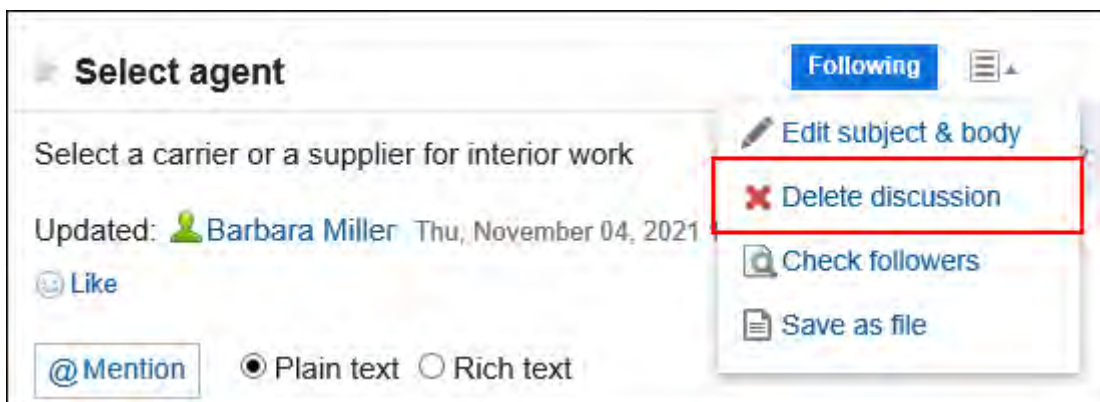 Select agent
Following
Edit subject & body
Select a carrier or a supplier for interior work
Delete discussion
Updated: Barbara Miller Thu, November 04, 2021
Check followers
Like
Save as file
@Mention
Plain text
Rich text